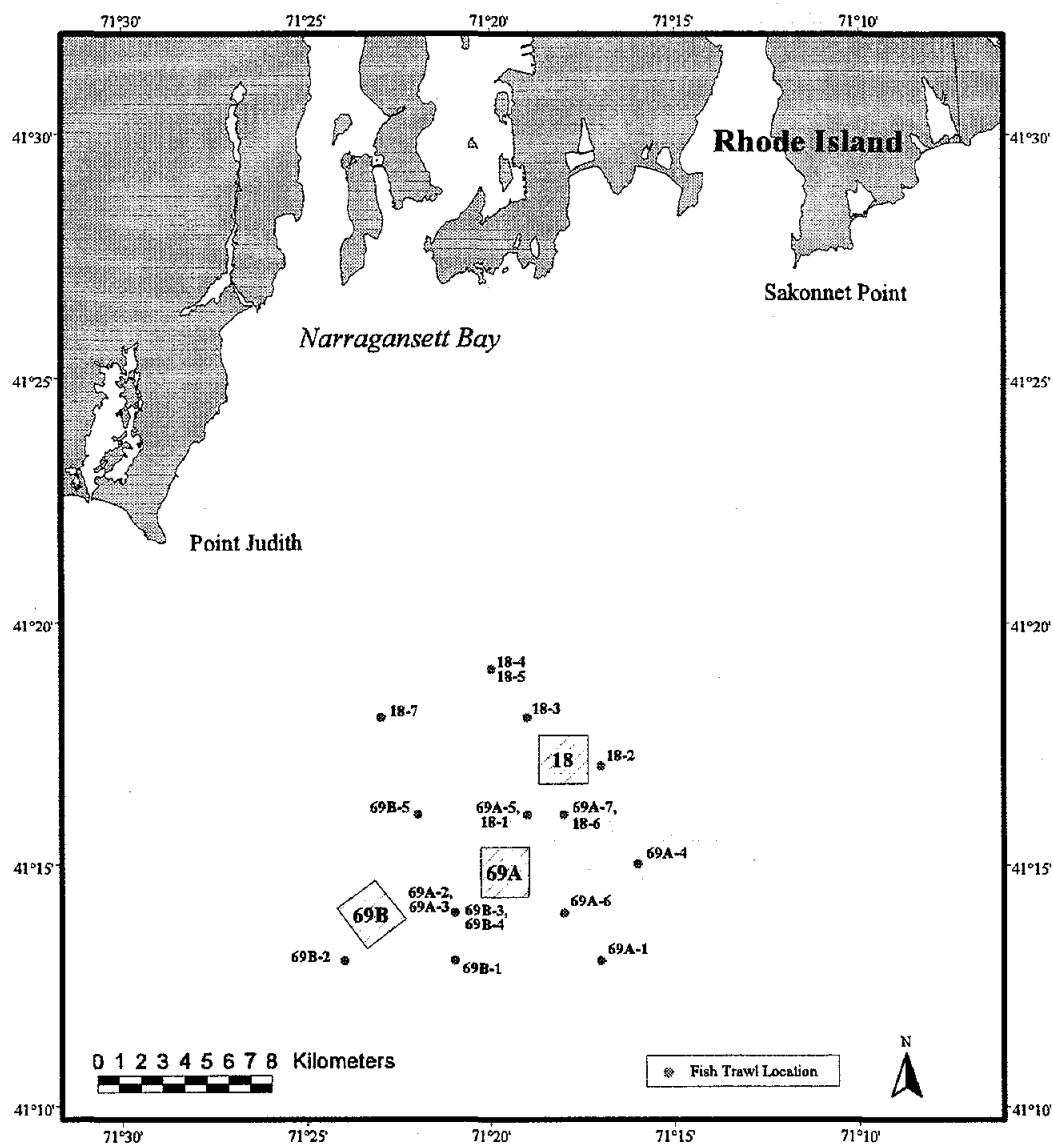 71°30' 71°25' 71°20' 71°15' 71°10'
41°30' 41°30'
Rhode Island
Sakonnet Point
Narragansett Bay
41°25' 41°25'
Point Judith
41°20' 41°20'
18-4
18-5
18-7
18-3
18
18-2
69B-5
69A-5,
18-1
69A-7,
18-6
41°15' 41°15'
69A-4
69A
69A-2,
69A-3
69B
69B-3,
69B-4
69A-6
69B-2
69B-1
69A-1
0 1 2 3 4 5 6 7 8 Kilometers
Fish Trawl Location
N
41°10' 41°10'
71°30' 71°25' 71°20' 71°15' 71°10'